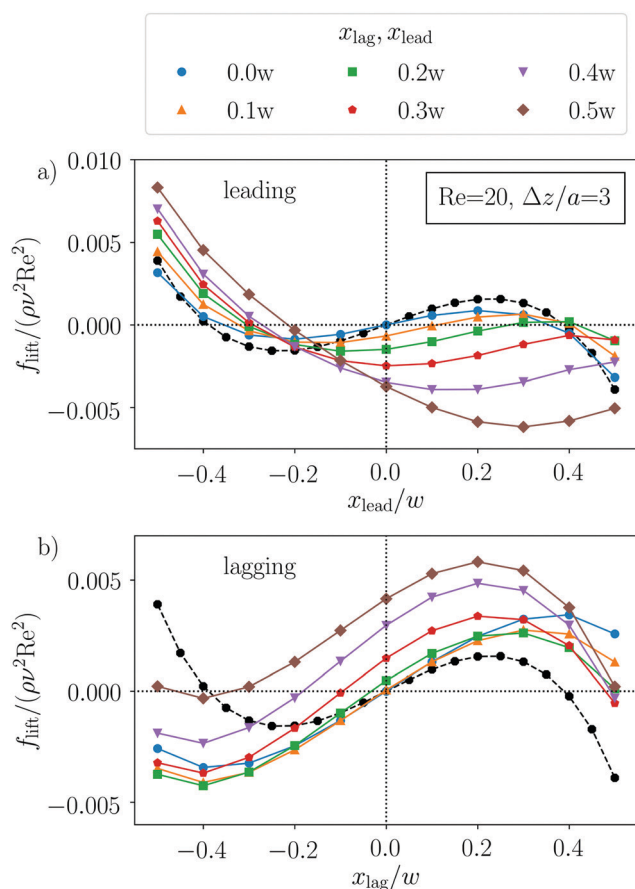 x_lag, x_lead
0.0w 0.2w 0.4w
0.1w 0.3w 0.5w
a)
leading
Re=20, Δz/a=3
0.010
0.005
0.000
−0.005
f_lift/(ρν²Re²)
−0.4 −0.2 0.0 0.2 0.4
x_lead/w
b)
lagging
0.005
0.000
−0.005
f_lift/(ρν²Re²)
−0.4 −0.2 0.0 0.2 0.4
x_lag/w